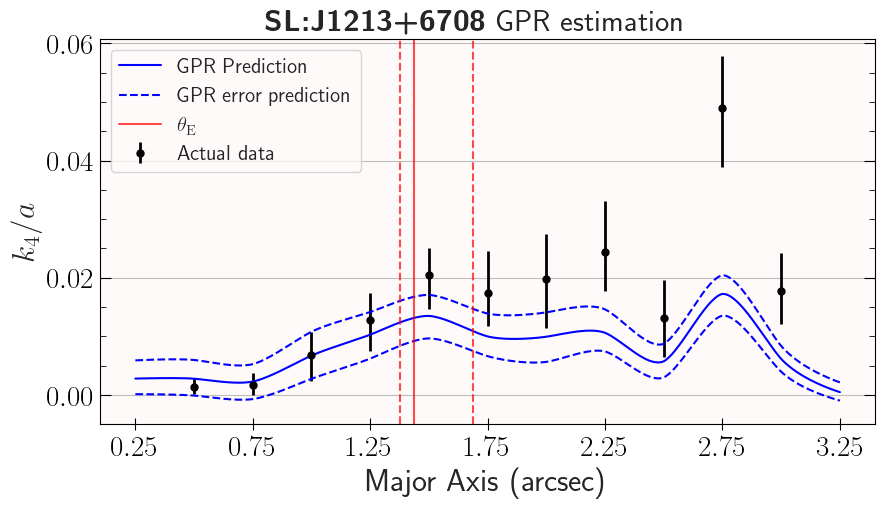 SL:J1213+6708 GPR estimation
k₄/a
0.06
0.04
0.02
0.00
GPR Prediction
GPR error prediction
θ_E
Actual data
0.25 0.75 1.25 1.75 2.25 2.75 3.25
Major Axis (arcsec)